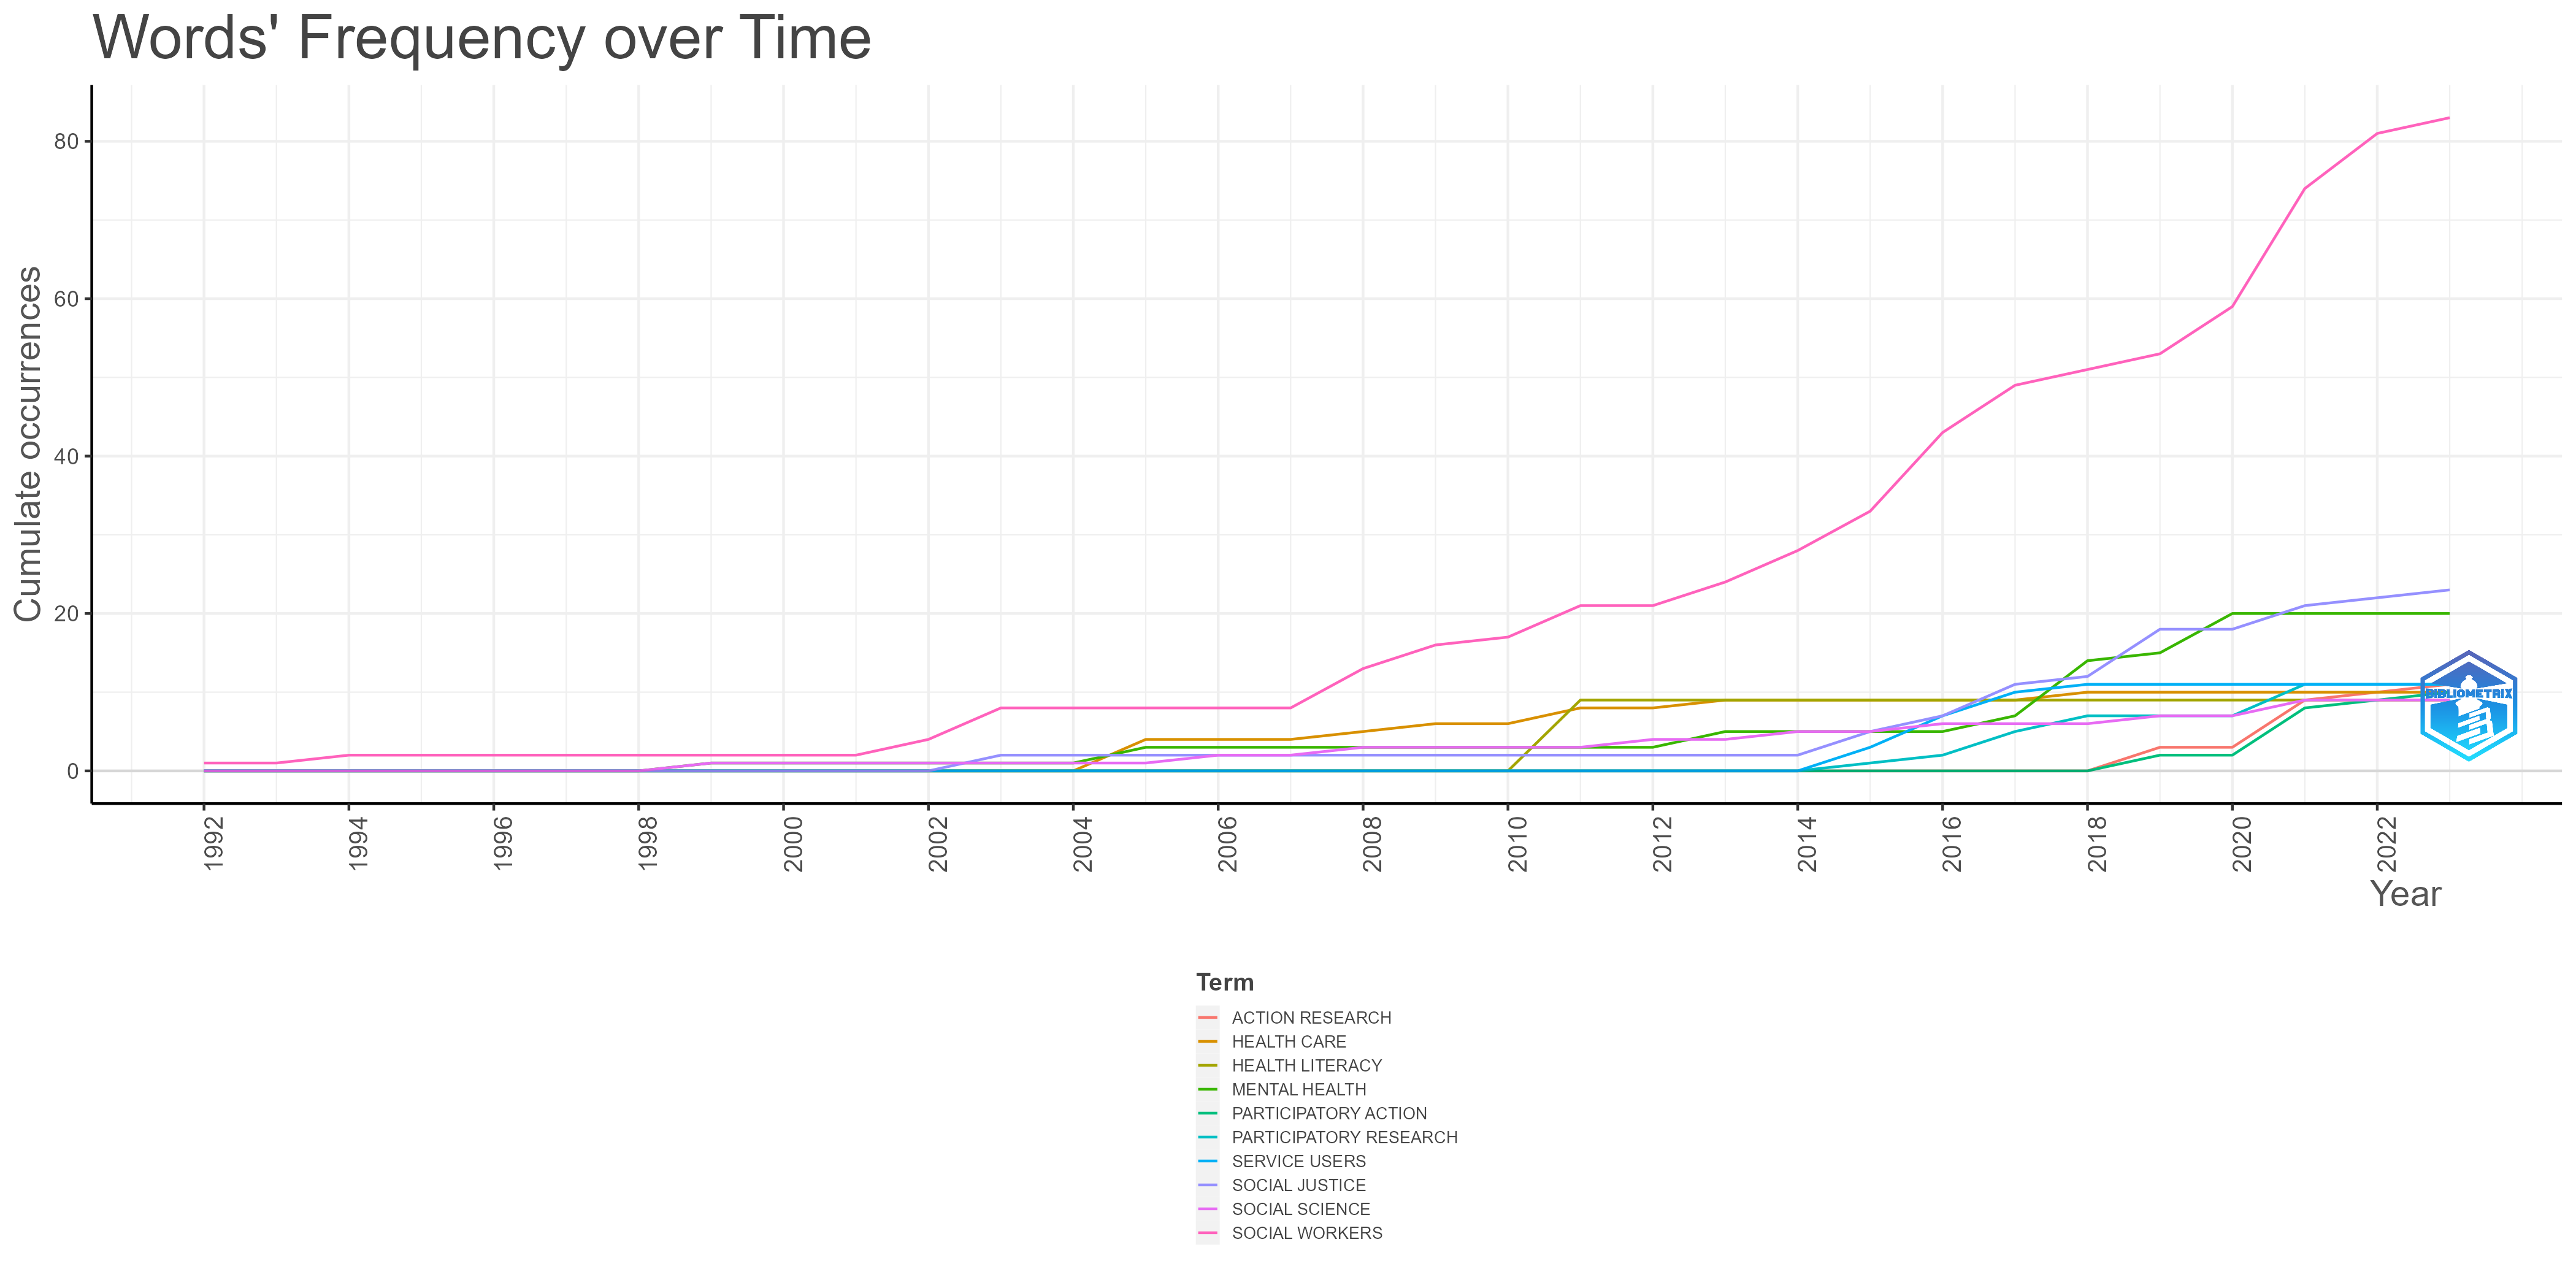 Words' Frequency over Time
Cumulate occurrences
80
60
40
20
0
1992
1994
1996
1998
2000
2002
2004
2006
2008
2010
2012
2014
2016
2018
2020
2022
Year
BIBLIOMETRIX
Term
ACTION RESEARCH
HEALTH CARE
HEALTH LITERACY
MENTAL HEALTH
PARTICIPATORY ACTION
PARTICIPATORY RESEARCH
SERVICE USERS
SOCIAL JUSTICE
SOCIAL SCIENCE
SOCIAL WORKERS